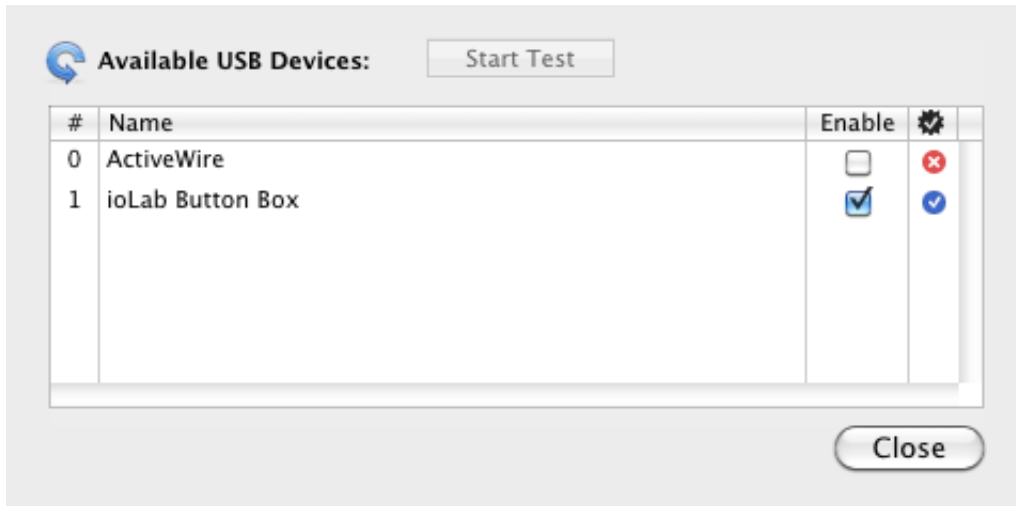 Available USB Devices: Start Test
# Name Enable
0 ActiveWire
1 ioLab Button Box
Close